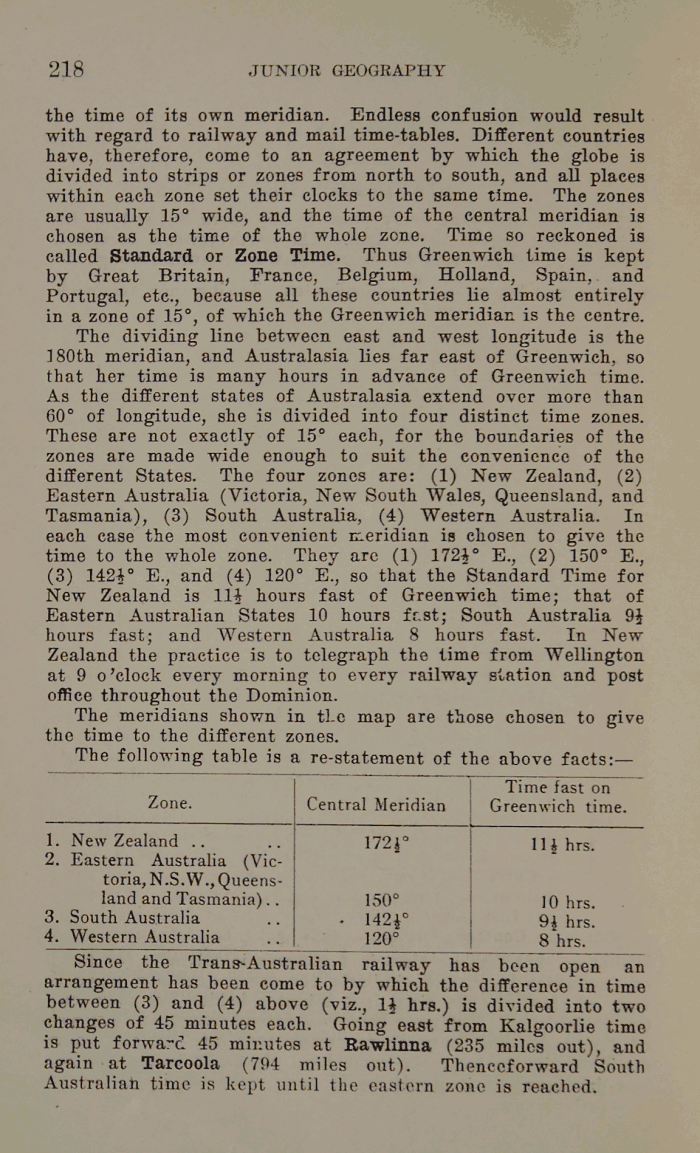 218 JUNIOR GEOGRAPHY
the time of its own meridian. Endless confusion would result
with regard to railway and mail time-tables. Different countries
have, therefore, come to an agreement by which the globe is
divided into strips or zones from north to south, and all places
within each zone set their clocks to the same time. The zones
are usually 15° wide, and the time of the central meridian is
chosen as the time of the whole zone. Time so reckoned is
called Standard or Zone Time. Thus Greenwich time is kept
by Great Britain, France, Belgium, Holland, Spain, and
Portugal, etc., because all these countries lie almost entirely
in a zone of 15°, of which the Greenwich meridian is the centre.
The dividing line between east and west longitude is the
180th meridian, and Australasia lies far east of Greenwich, so
that her time is many hours in advance of Greenwich time.
As the different states of Australasia extend over more than
60° of longitude, she is divided into four distinct time zones.
These are not exactly of 15° each, for the boundaries of the
zones are made wide enough to suit the convenience of the
different States. The four zones are: (1) New Zealand, (2)
Eastern Australia (Victoria, New South Wales, Queensland, and
Tasmania), (3) South Australia, (4) Western Australia. In
each case the most convenient meridian is chosen to give the
time to the whole zone. They are (1) 172½° E., (2) 150° E.,
(3) 142½° E., and (4) 120° E., so that the Standard Time for
New Zealand is 11½ hours fast of Greenwich time; that of
Eastern Australian States 10 hours fast; South Australia 9½
hours fast; and Western Australia 8 hours fast. In New
Zealand the practice is to telegraph the time from Wellington
at 9 o'clock every morning to every railway station and post
office throughout the Dominion.
The meridians shown in the map are those chosen to give
the time to the different zones.
The following table is a re-statement of the above facts:—
Zone. Central Meridian Time fast on
Greenwich time.
1. New Zealand .. .. 172½° 11½ hrs.
2. Eastern Australia (Vic-
toria, N.S.W., Queens-
land and Tasmania).. 150° 10 hrs.
3. South Australia .. 142½° 9½ hrs.
4. Western Australia .. 120° 8 hrs.
Since the Trans-Australian railway has been open an
arrangement has been come to by which the difference in time
between (3) and (4) above (viz., 1½ hrs.) is divided into two
changes of 45 minutes each. Going east from Kalgoorlie time
is put forward 45 minutes at Rawlinna (235 miles out), and
again at Tarcoola (794 miles out). Thenceforward South
Australian time is kept until the eastern zone is reached.